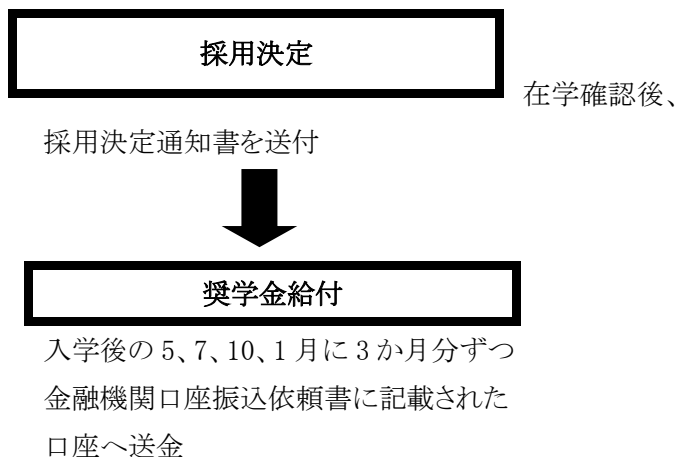 採用決定
在学確認後、
採用決定通知書を送付
奨学金給付
入学後の 5、7、10、1 月に 3 か月分ずつ
金融機関口座振込依頼書に記載された
口座へ送金